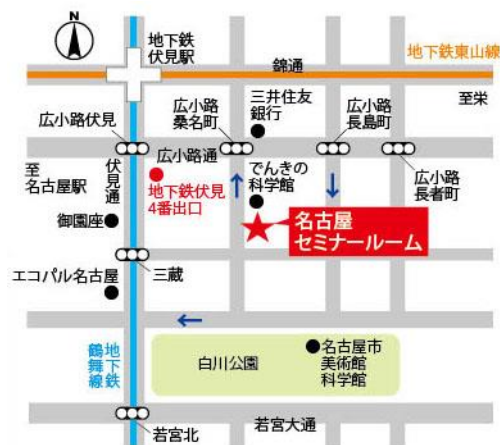 N
地下鉄
伏見駅
地下鉄東山線
錦通
至栄
三井住友
銀行
広小路伏見
広小路
桑名町
広小路
長島町
広小路通
至
名古屋駅
伏見通
でんきの
科学館
広小路
長者町
地下鉄伏見
4番出口
御園座
名古屋
セミナールーム
三蔵
エコパル名古屋
地下鉄
鶴舞線
白川公園
名古屋市
美術館
科学館
若宮大通
若宮北